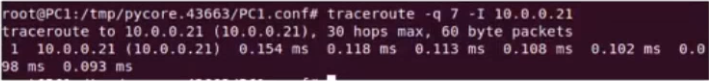 root@PC1:/tmp/pycore.43663/PC1.conf# traceroute -q 7 -I 10.0.0.21
traceroute to 10.0.0.21 (10.0.0.21), 30 hops max, 60 byte packets
 1  10.0.0.21 (10.0.0.21)  0.154 ms  0.118 ms  0.113 ms  0.108 ms  0.102 ms  0.0
98 ms  0.093 ms